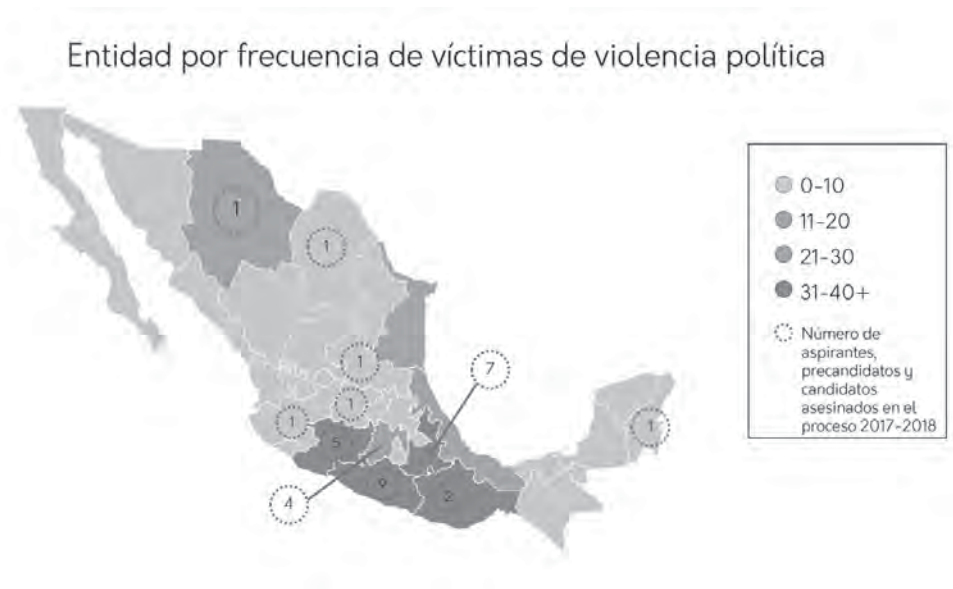 Entidad por frecuencia de víctimas de violencia política
0-10
11-20
21-30
31-40+
Número de
aspirantes,
precandidatos y
candidatos
asesinados en el
proceso 2017-2018
1
1
1
7
1
1
1
5
9
2
4